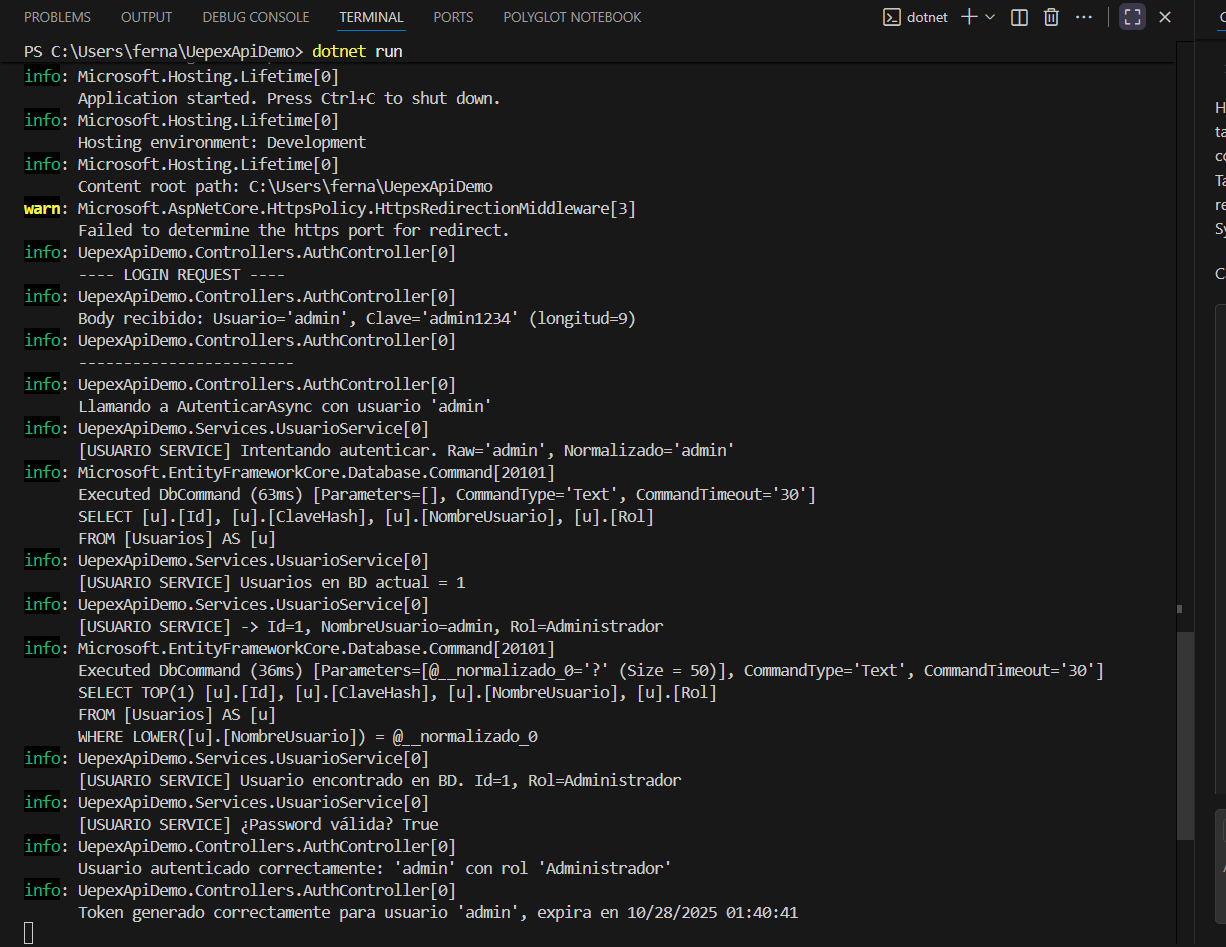 PROBLEMS OUTPUT DEBUG CONSOLE TERMINAL PORTS POLYGLOT NOTEBOOK dotnet
PS C:\Users\ferna\UepexApiDemo> dotnet run
info: Microsoft.Hosting.Lifetime[0]
Application started. Press Ctrl+C to shut down.
info: Microsoft.Hosting.Lifetime[0]
Hosting environment: Development
info: Microsoft.Hosting.Lifetime[0]
Content root path: C:\Users\ferna\UepexApiDemo
warn: Microsoft.AspNetCore.HttpsPolicy.HttpsRedirectionMiddleware[3]
Failed to determine the https port for redirect.
info: UepexApiDemo.Controllers.AuthController[0]
---- LOGIN REQUEST ----
info: UepexApiDemo.Controllers.AuthController[0]
Body recibido: Usuario='admin', Clave='admin1234' (longitud=9)
info: UepexApiDemo.Controllers.AuthController[0]
------------------------
info: UepexApiDemo.Controllers.AuthController[0]
Llamando a AutenticarAsync con usuario 'admin'
info: UepexApiDemo.Services.UsuarioService[0]
[USUARIO SERVICE] Intentando autenticar. Raw='admin', Normalizado='admin'
info: Microsoft.EntityFrameworkCore.Database.Command[20101]
Executed DbCommand (63ms) [Parameters=[], CommandType='Text', CommandTimeout='30']
SELECT [u].[Id], [u].[ClaveHash], [u].[NombreUsuario], [u].[Rol]
FROM [Usuarios] AS [u]
info: UepexApiDemo.Services.UsuarioService[0]
[USUARIO SERVICE] Usuarios en BD actual = 1
info: UepexApiDemo.Services.UsuarioService[0]
[USUARIO SERVICE] -> Id=1, NombreUsuario=admin, Rol=Administrador
info: Microsoft.EntityFrameworkCore.Database.Command[20101]
Executed DbCommand (36ms) [Parameters=[@__normalizado_0='?' (Size = 50)], CommandType='Text', CommandTimeout='30']
SELECT TOP(1) [u].[Id], [u].[ClaveHash], [u].[NombreUsuario], [u].[Rol]
FROM [Usuarios] AS [u]
WHERE LOWER([u].[NombreUsuario]) = @__normalizado_0
info: UepexApiDemo.Services.UsuarioService[0]
[USUARIO SERVICE] Usuario encontrado en BD. Id=1, Rol=Administrador
info: UepexApiDemo.Services.UsuarioService[0]
[USUARIO SERVICE] ¿Password válida? True
info: UepexApiDemo.Controllers.AuthController[0]
Usuario autenticado correctamente: 'admin' con rol 'Administrador'
info: UepexApiDemo.Controllers.AuthController[0]
Token generado correctamente para usuario 'admin', expira en 10/28/2025 01:40:41